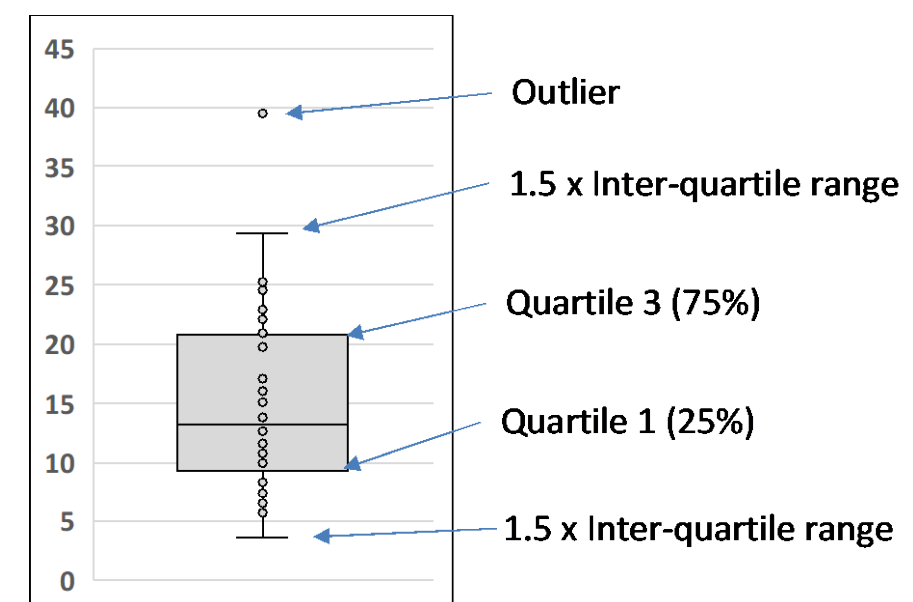 45
40
35
30
25
20
15
10
5
0
Outlier
1.5 x Inter-quartile range
Quartile 3 (75%)
Quartile 1 (25%)
1.5 x Inter-quartile range